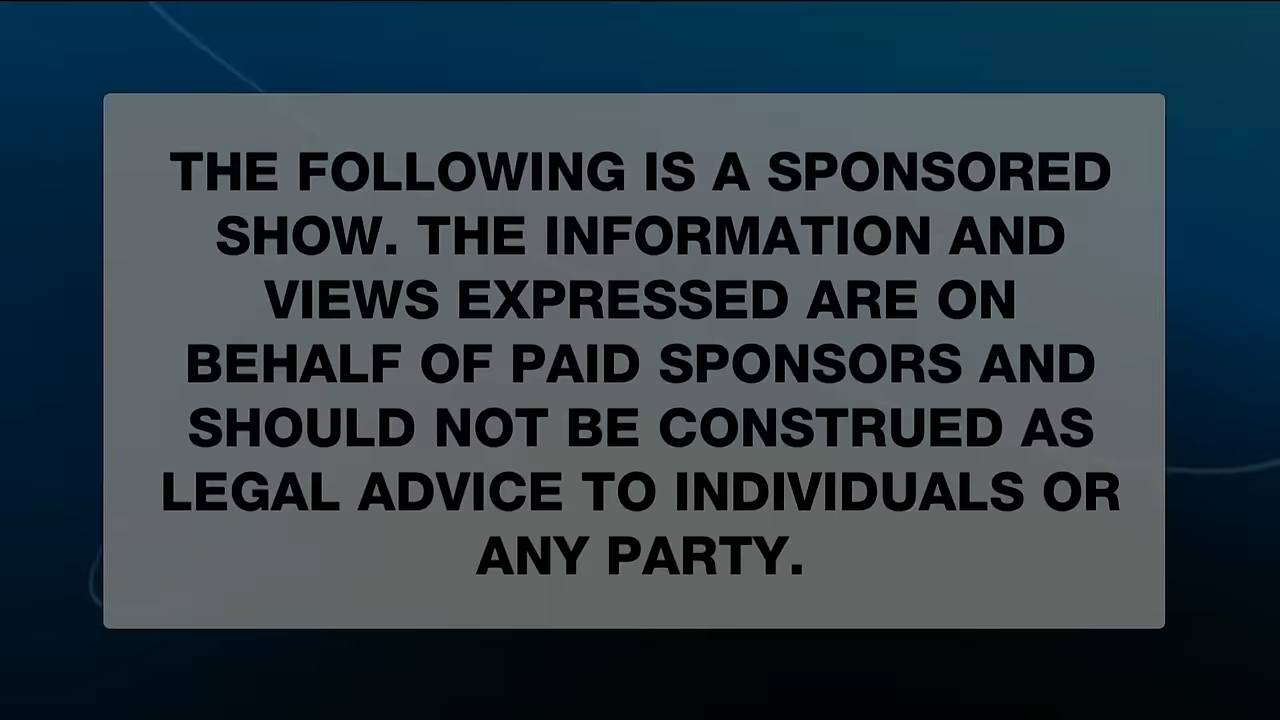 THE FOLLOWING IS A SPONSORED
SHOW. THE INFORMATION AND
VIEWS EXPRESSED ARE ON
BEHALF OF PAID SPONSORS AND
SHOULD NOT BE CONSTRUED AS
LEGAL ADVICE TO INDIVIDUALS OR
ANY PARTY.